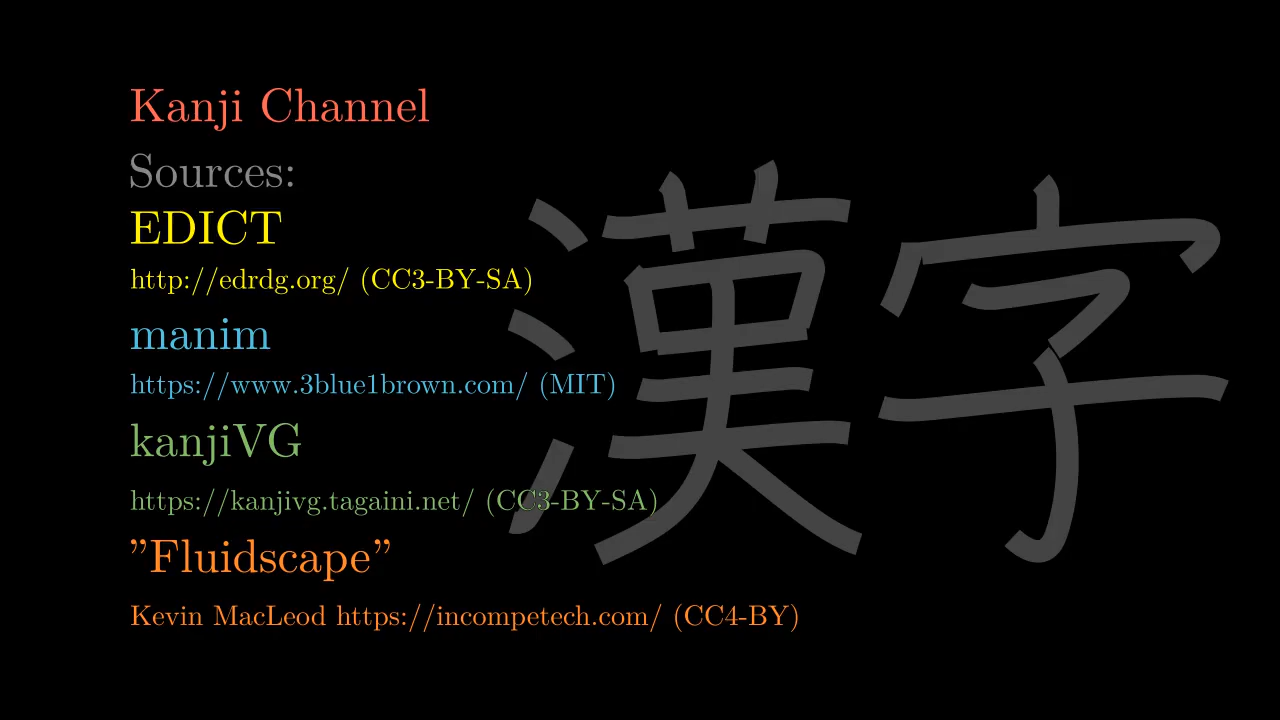 Kanji Channel
Sources:
EDICT
http://edrdg.org/ (CC3-BY-SA)
manim
https://www.3blue1brown.com/ (MIT)
kanjiVG
https://kanjivg.tagaini.net/ (CC3-BY-SA)
”Fluidscape”
Kevin MacLeod https://incompetech.com/ (CC4-BY)
漢字